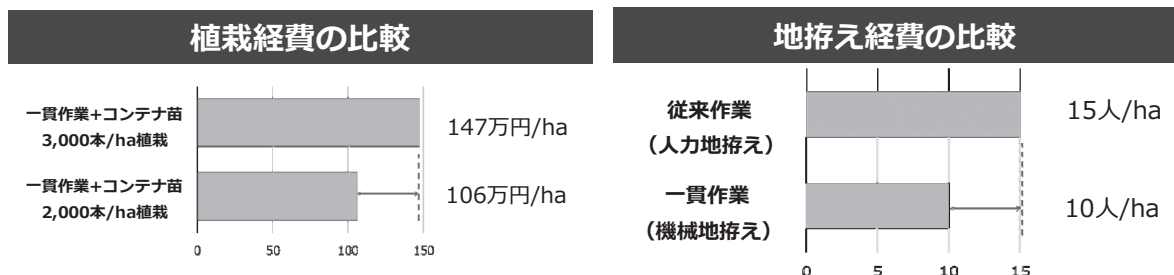 植栽経費の比較
一貫作業+コンテナ苗
3,000本/ha植栽
147万円/ha
一貫作業+コンテナ苗
2,000本/ha植栽
106万円/ha
0 50 100 150
地拵え経費の比較
従来作業
（人力地拵え）
15人/ha
一貫作業
（機械地拵え）
10人/ha
0 5 10 15